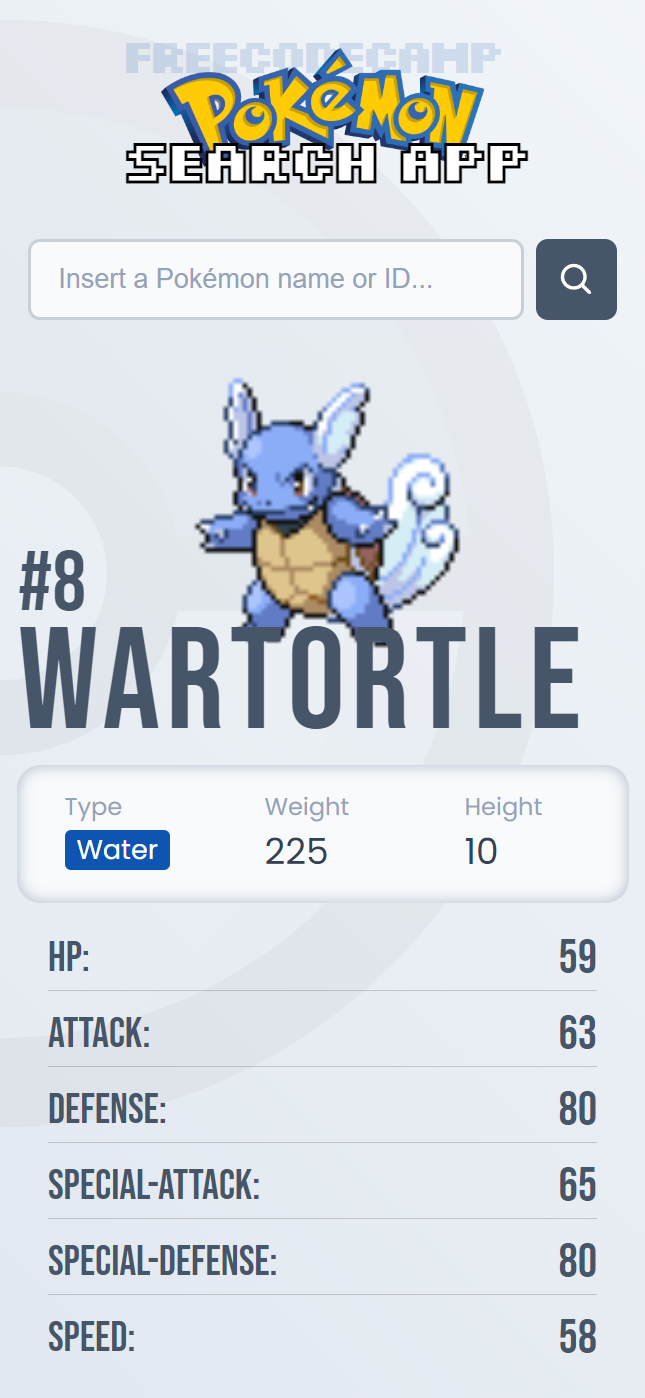 FREECODECAMP
POKéMON
SEARCH APP
Insert a Pokémon name or ID...
#8
WARTORTLE
Type Weight Height
Water 225 10
HP: 59
ATTACK: 63
DEFENSE: 80
SPECIAL-ATTACK: 65
SPECIAL-DEFENSE: 80
SPEED: 58